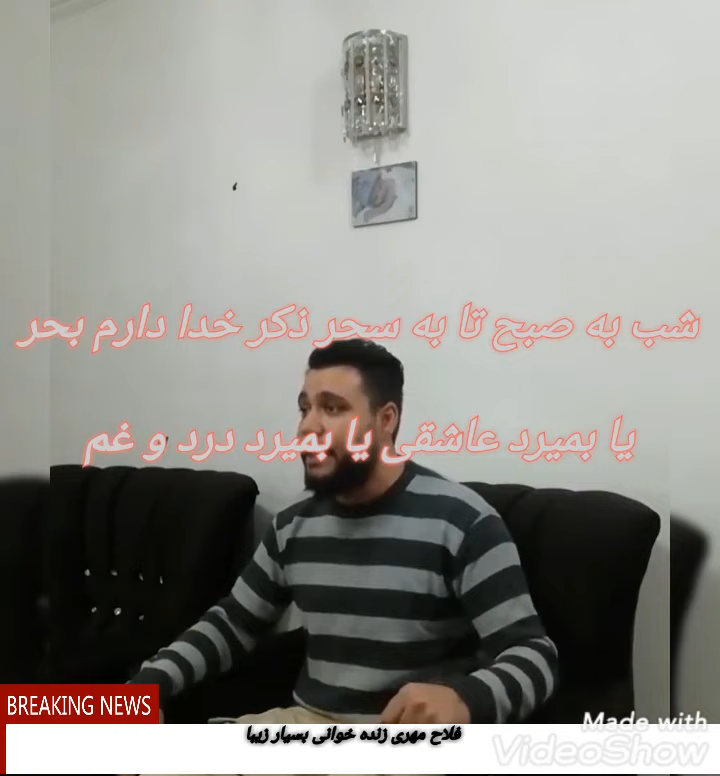 شب به صبح تا به سحر ذکر خدا دارم بحر
یا بمیرد عاشقی یا بمیرد درد و غم
BREAKING NEWS
فلاح مهری زنده خوانی بسیار زیبا
Made with
VideoShow